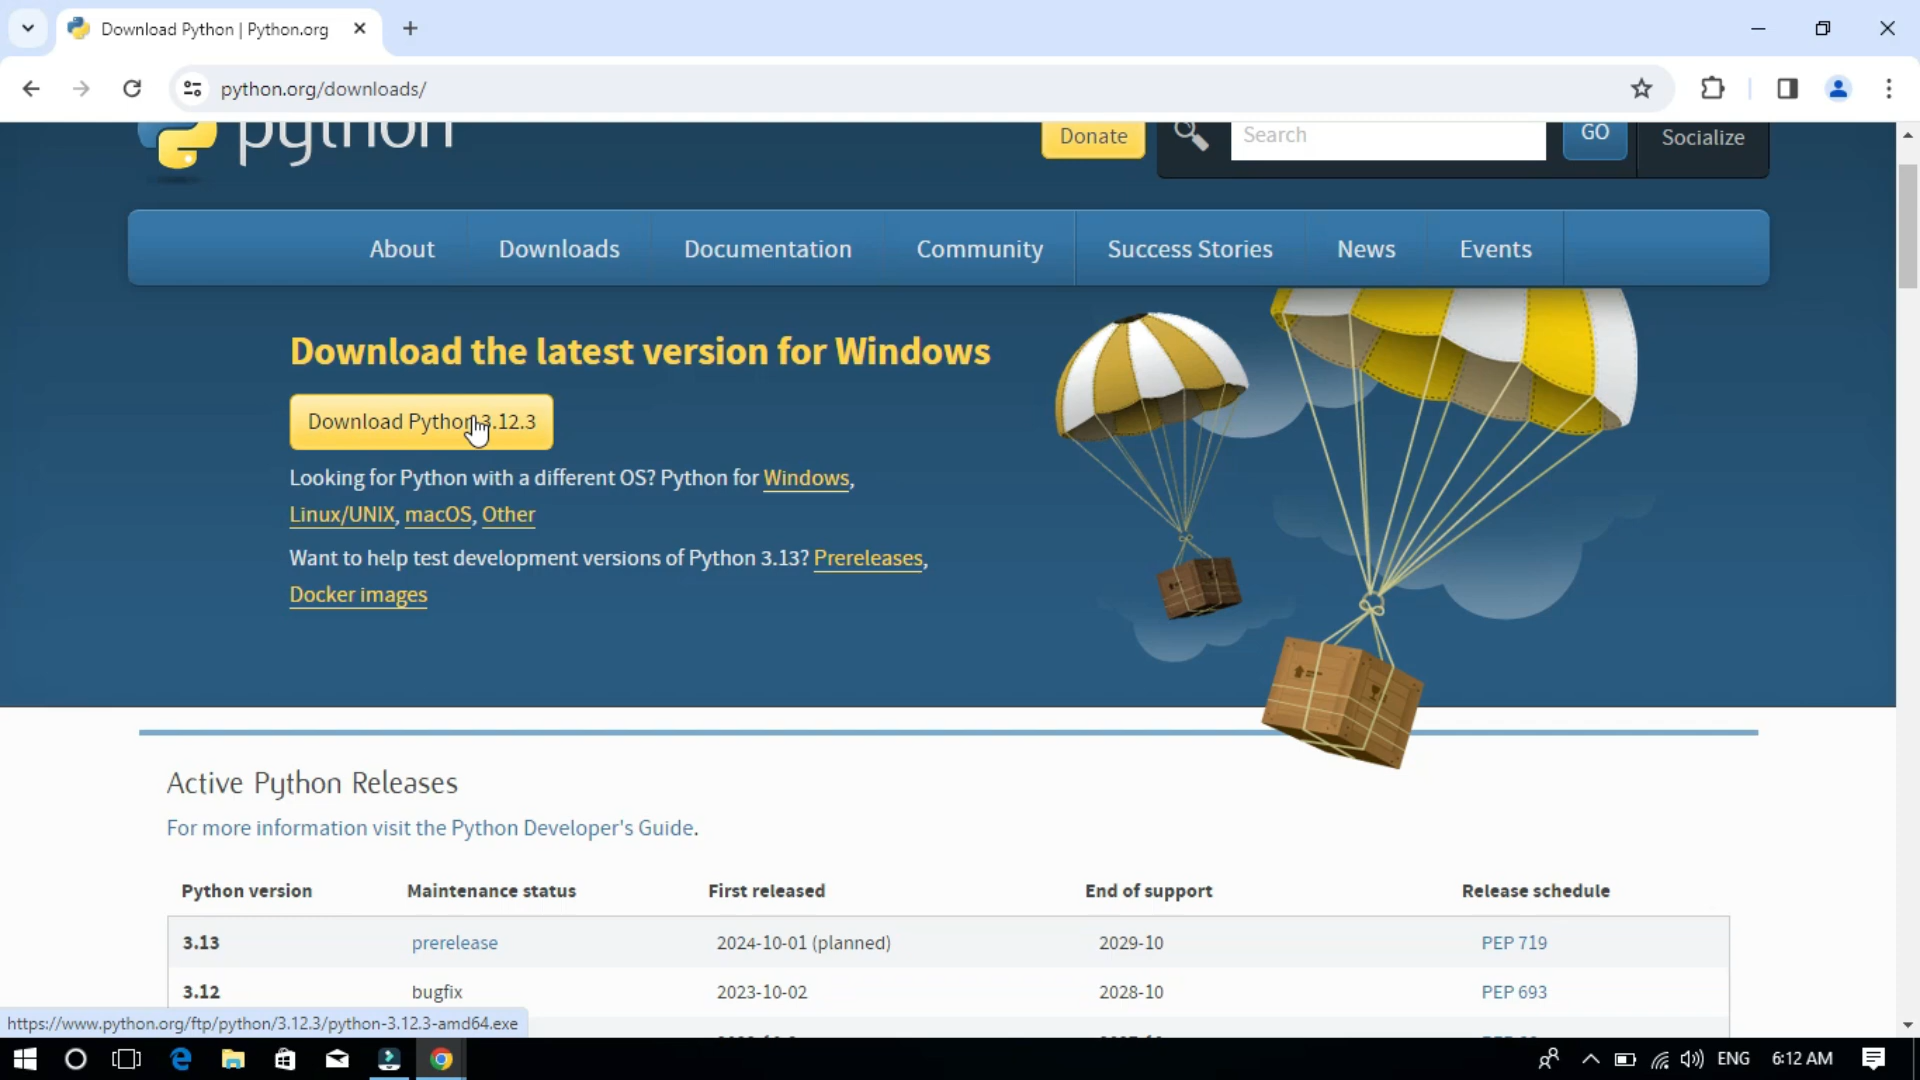 Download Python | Python.org
python.org/downloads/
python
Donate
Search
GO
Socialize
About Downloads Documentation Community Success Stories News Events
Download the latest version for Windows
Download Python 3.12.3
Looking for Python with a different OS? Python for Windows,
Linux/UNIX, macOS, Other
Want to help test development versions of Python 3.13? Prereleases,
Docker images
Active Python Releases
For more information visit the Python Developer's Guide.
Python version Maintenance status First released End of support Release schedule
3.13 prerelease 2024-10-01 (planned) 2029-10 PEP 719
3.12 bugfix 2023-10-02 2028-10 PEP 693
https://www.python.org/ftp/python/3.12.3/python-3.12.3-amd64.exe
ENG 6:12 AM